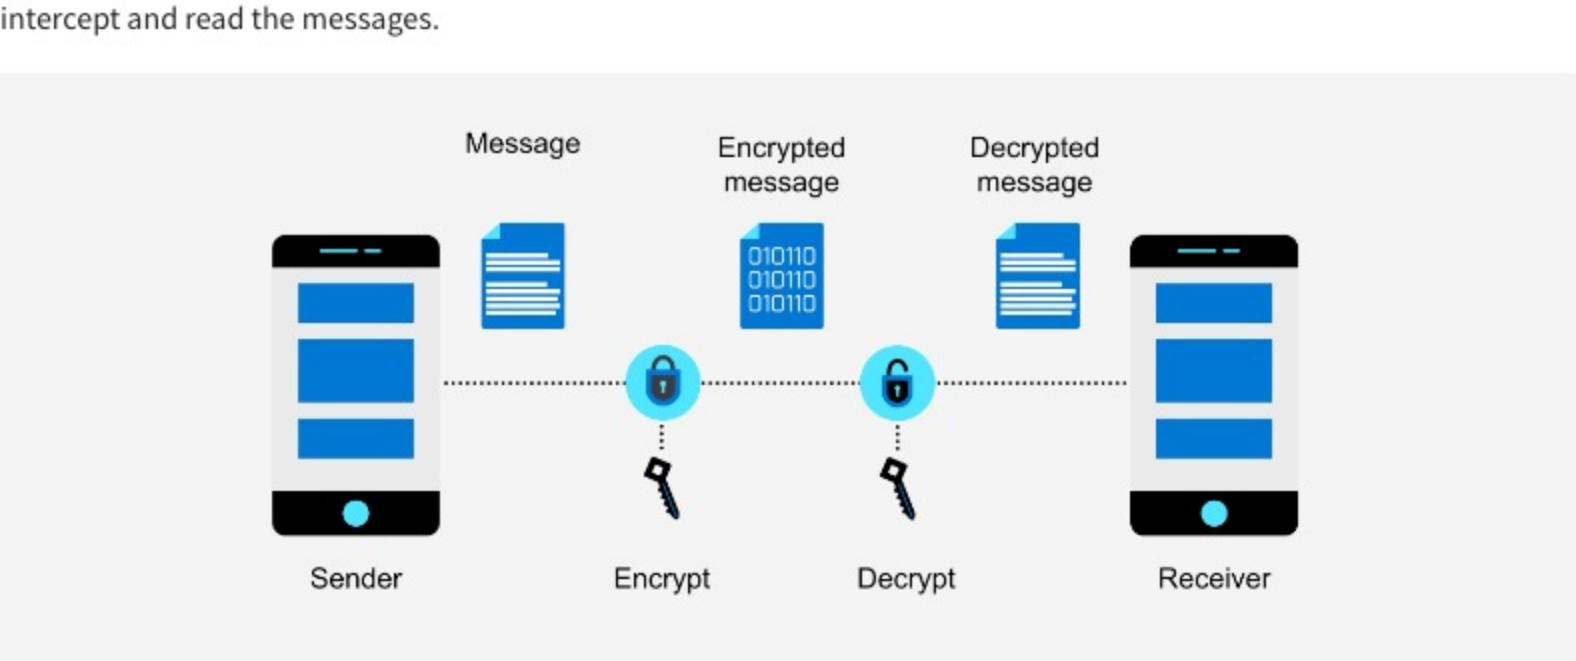 intercept and read the messages.
Message
Encrypted
message
Decrypted
message
010110
010110
010110
Sender
Encrypt
Decrypt
Receiver